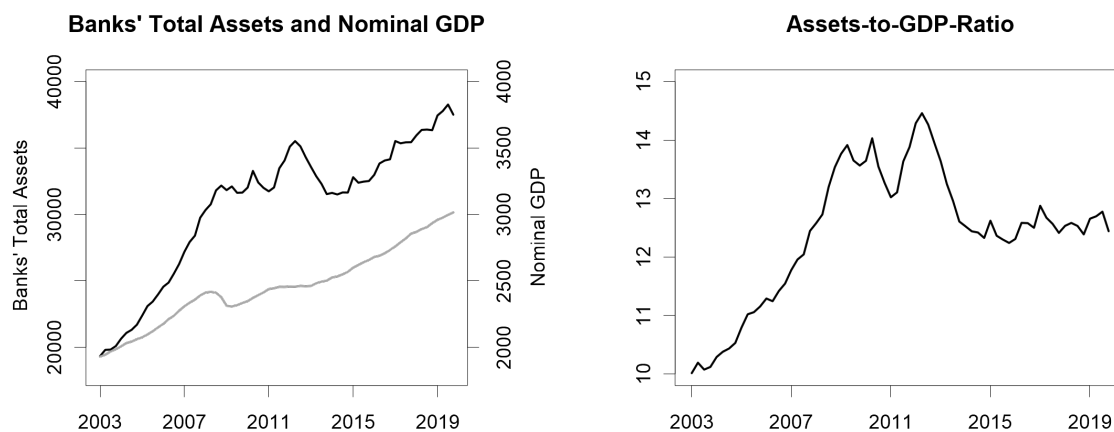 Banks' Total Assets and Nominal GDP
Banks' Total Assets
40000
30000
20000
4000
3500
3000
2500
2000
Nominal GDP
2003 2007 2011 2015 2019
Assets-to-GDP-Ratio
15
14
13
12
11
10
2003 2007 2011 2015 2019